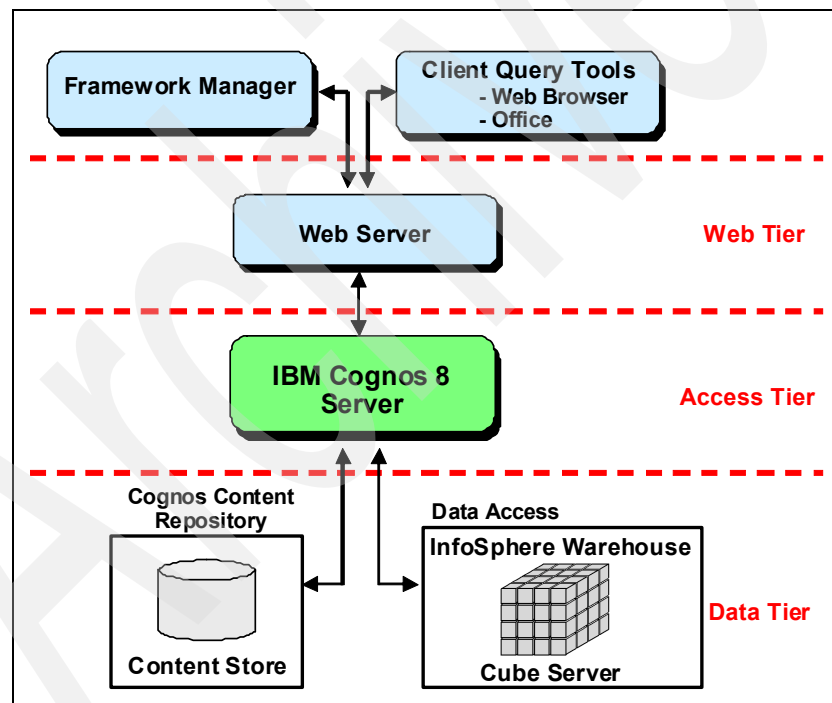 Framework Manager
Client Query Tools
- Web Browser
- Office
Web Server
Web Tier
IBM Cognos 8
Server
Access Tier
Cognos Content
Repository
Content Store
Data Access
InfoSphere Warehouse
Cube Server
Data Tier